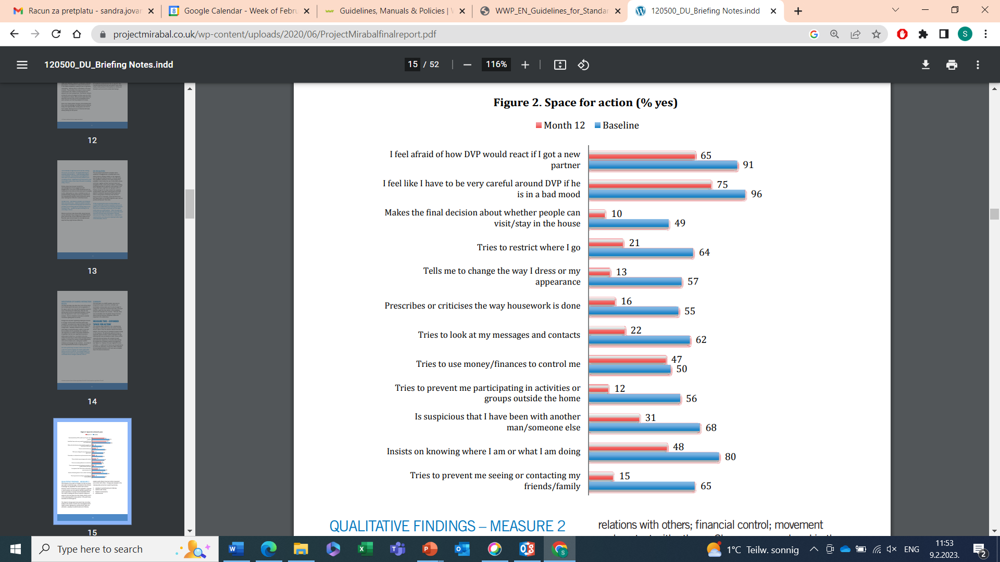 Racun za pretplatu - sandra.jovan
Google Calendar - Week of Febru
Guidelines, Manuals & Policies |
WWP_EN_Guidelines_for_Standar
120500_DU_Briefing Notes.indd
projectmirabal.co.uk/wp-content/uploads/2020/06/ProjectMirabalfinalreport.pdf
S
120500_DU_Briefing Notes.indd
15 / 52
116%
12
13
14
15
Figure 2. Space for action (% yes)
Month 12 Baseline
I feel afraid of how DVP would react if I got a new
partner
65
91
I feel like I have to be very careful around DVP if he
is in a bad mood
75
96
Makes the final decision about whether people can
visit/stay in the house
10
49
Tries to restrict where I go
21
64
Tells me to change the way I dress or my
appearance
13
57
Prescribes or criticises the way housework is done
16
55
Tries to look at my messages and contacts
22
62
Tries to use money/finances to control me
47
50
Tries to prevent me participating in activities or
groups outside the home
12
56
Is suspicious that I have been with another
man/someone else
31
68
Insists on knowing where I am or what I am doing
48
80
Tries to prevent me seeing or contacting my
friends/family
15
65
QUALITATIVE FINDINGS – MEASURE 2
relations with others; financial control; movement
Type here to search
1°C Teilw. sonnig
ENG
11:53
9.2.2023.
2